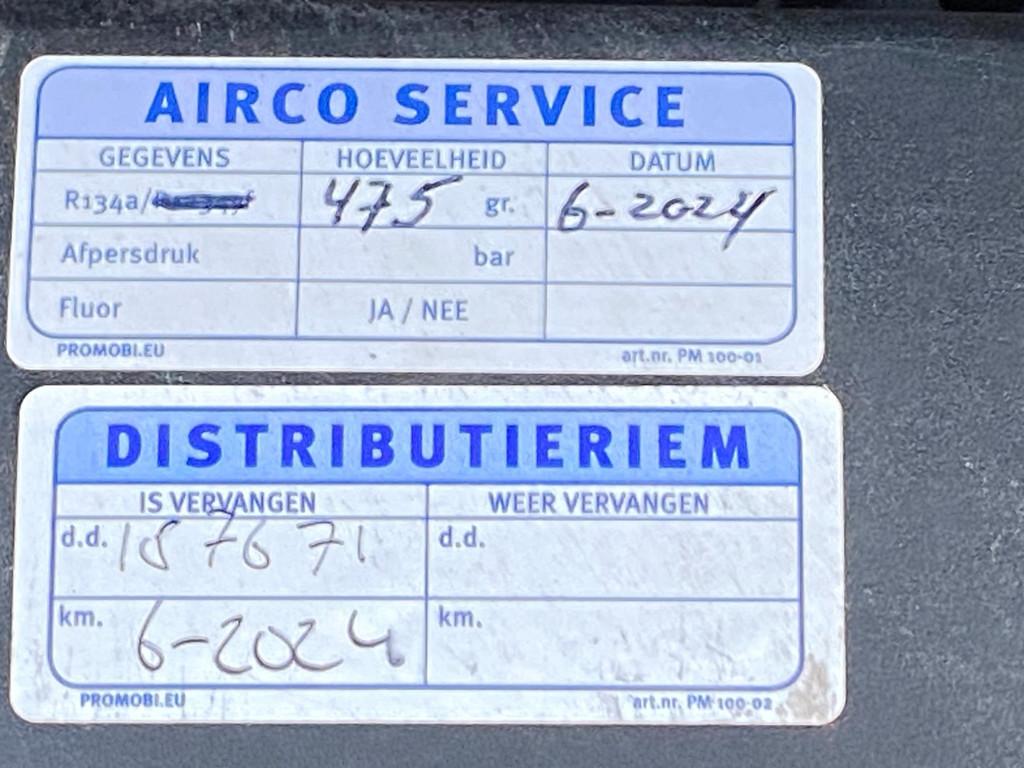 AIRCO SERVICE
GEGEVENS HOEVEELHEID DATUM
R134a/ 475 gr. 6-2024
Afpersdruk bar
Fluor JA / NEE
PROMOBI.EU art.nr. PM 100-01
DISTRIBUTIERIEM
IS VERVANGEN WEER VERVANGEN
d.d. 187671 d.d.
km. 6-2024 km.
PROMOBI.EU art.nr. PM 100-02